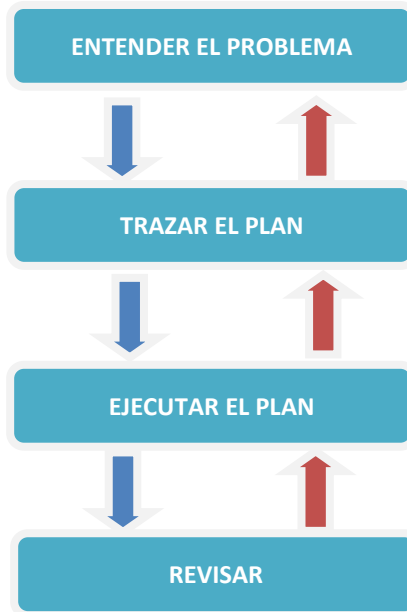 ENTENDER EL PROBLEMA
TRAZAR EL PLAN
EJECUTAR EL PLAN
REVISAR